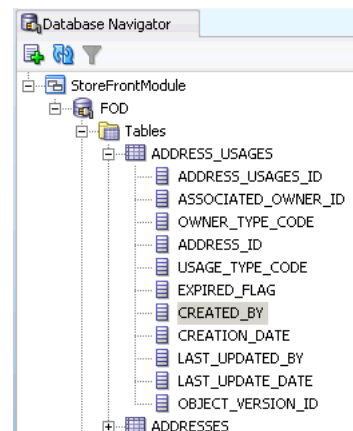 Database Navigator
StoreFrontModule
FOD
Tables
ADDRESS_USAGES
ADDRESS_USAGES_ID
ASSOCIATED_OWNER_ID
OWNER_TYPE_CODE
ADDRESS_ID
USAGE_TYPE_CODE
EXPIRED_FLAG
CREATED_BY
CREATION_DATE
LAST_UPDATED_BY
LAST_UPDATE_DATE
OBJECT_VERSION_ID
ADDRESSES